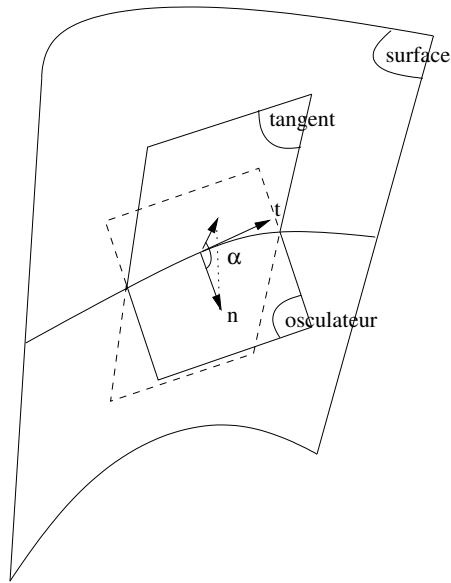 surface
tangent
t
α
n
osculateur